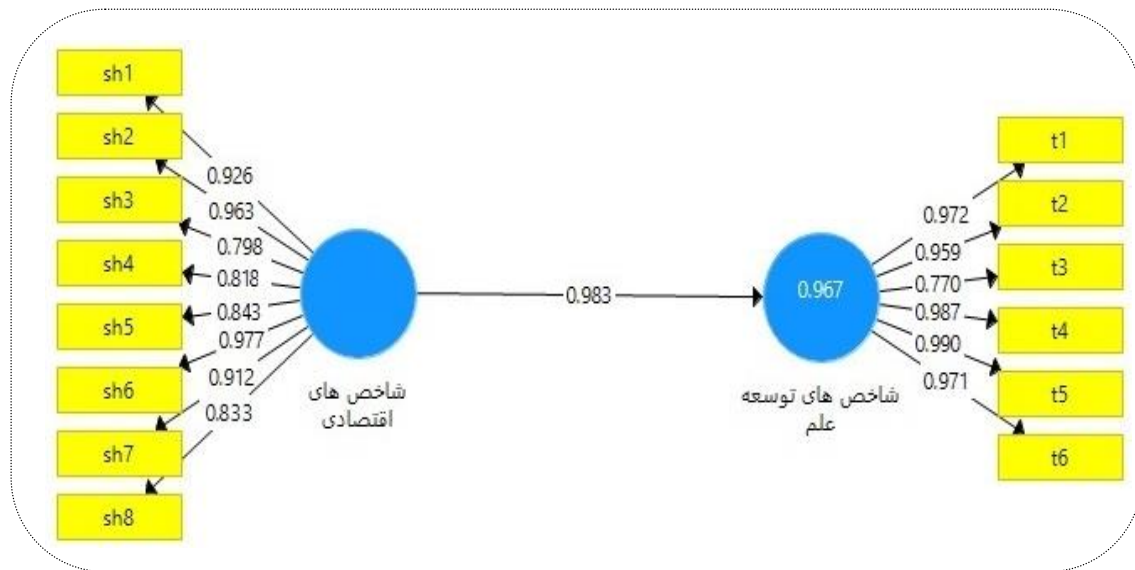 sh1
sh2
sh3
sh4
sh5
sh6
sh7
sh8
0.926
0.963
0.798
0.818
0.843
0.977
0.912
0.833
شاخص های
اقتصادی
0.983
0.967
شاخص های توسعه
علم
0.972
0.959
0.770
0.987
0.990
0.971
t1
t2
t3
t4
t5
t6